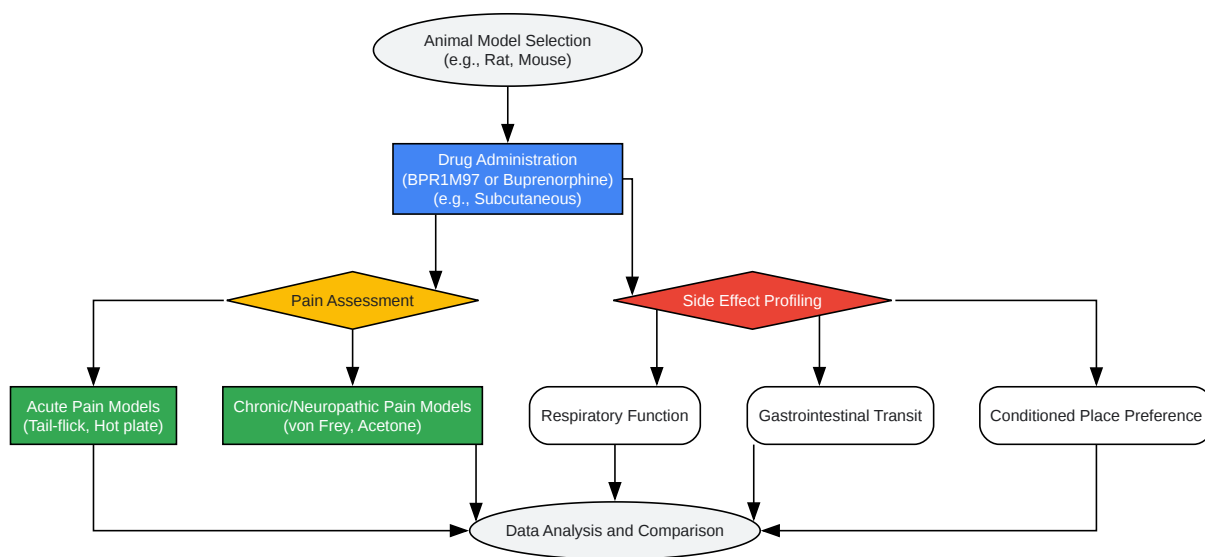 Animal Model Selection
(e.g., Rat, Mouse)
Drug Administration
(BPR1M97 or Buprenorphine)
(e.g., Subcutaneous)
Pain Assessment
Side Effect Profiling
Acute Pain Models
(Tail-flick, Hot plate)
Chronic/Neuropathic Pain Models
(von Frey, Acetone)
Respiratory Function
Gastrointestinal Transit
Conditioned Place Preference
Data Analysis and Comparison